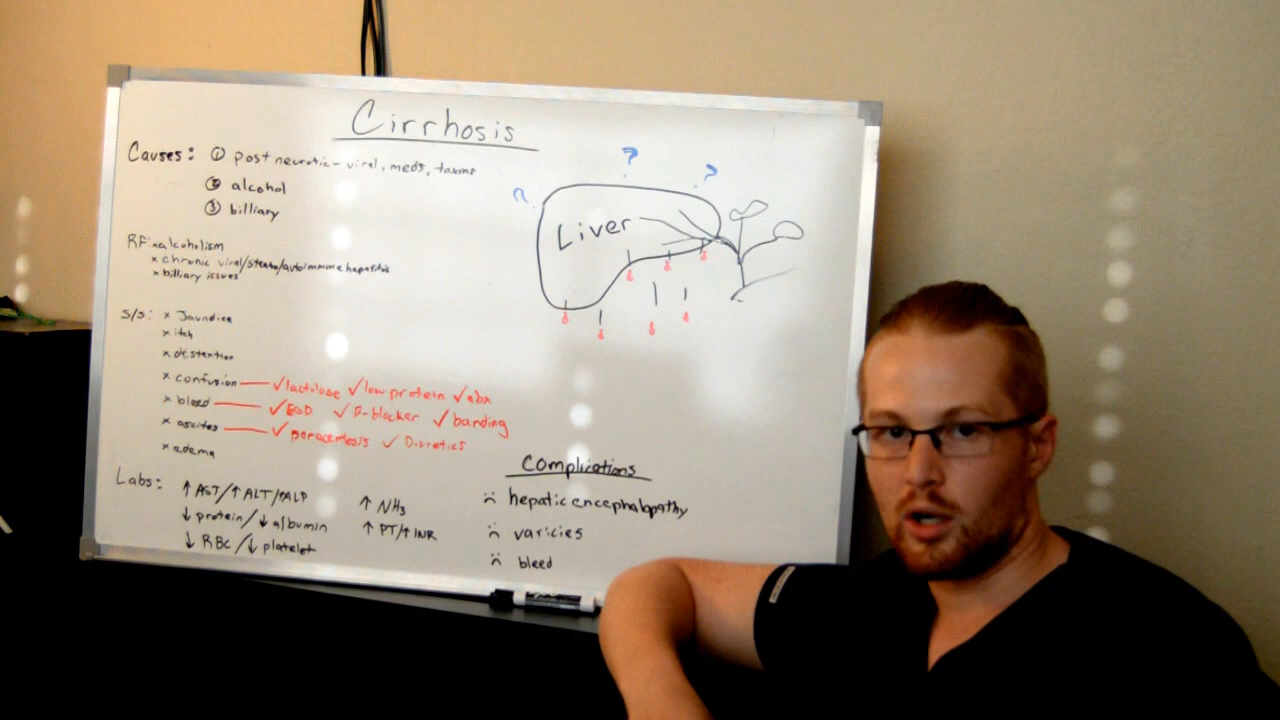 Cirrhosis
Causes: ① post necrotic - viral, meds, toxins
② alcohol
③ billiary
RF: x alcoholism
x chronic viral/steato/autoimmune hepatitis
x billiary issues
S/S: x Jaundice
x itch
x distention
x confusion — ✓ lactulose ✓ low protein ✓ abx
x bleed — ✓ EGD ✓ B-blocker ✓ banding
x ascites — ✓ paracentesis ✓ Diuretics
x edema
Labs: ↑ AST/↑ ALT/↑ALP ↑ NH₃
↓ protein/↓ albumin ↑ PT/↑ INR
↓ RBC/↓ platelet
? ? ?
Liver
Complications
hepatic encephalopathy
varicies
bleed